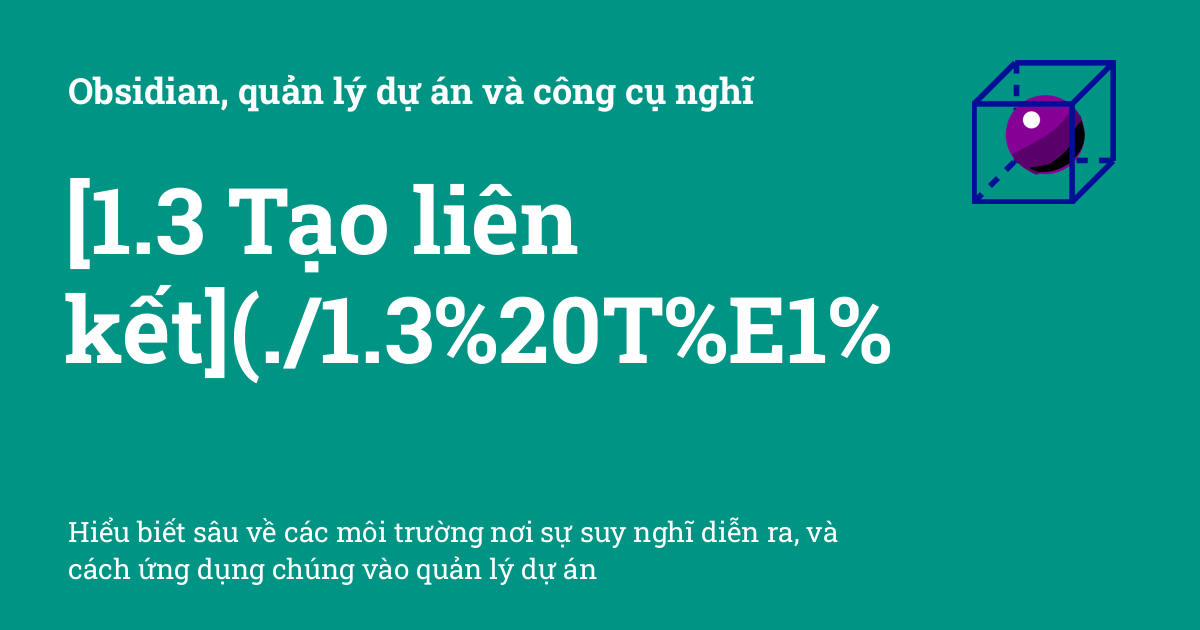 Obsidian, quản lý dự án và công cụ nghĩ
[1.3 Tạo liên
kết](./1.3%20T%E1%
Hiểu biết sâu về các môi trường nơi sự suy nghĩ diễn ra, và
cách ứng dụng chúng vào quản lý dự án